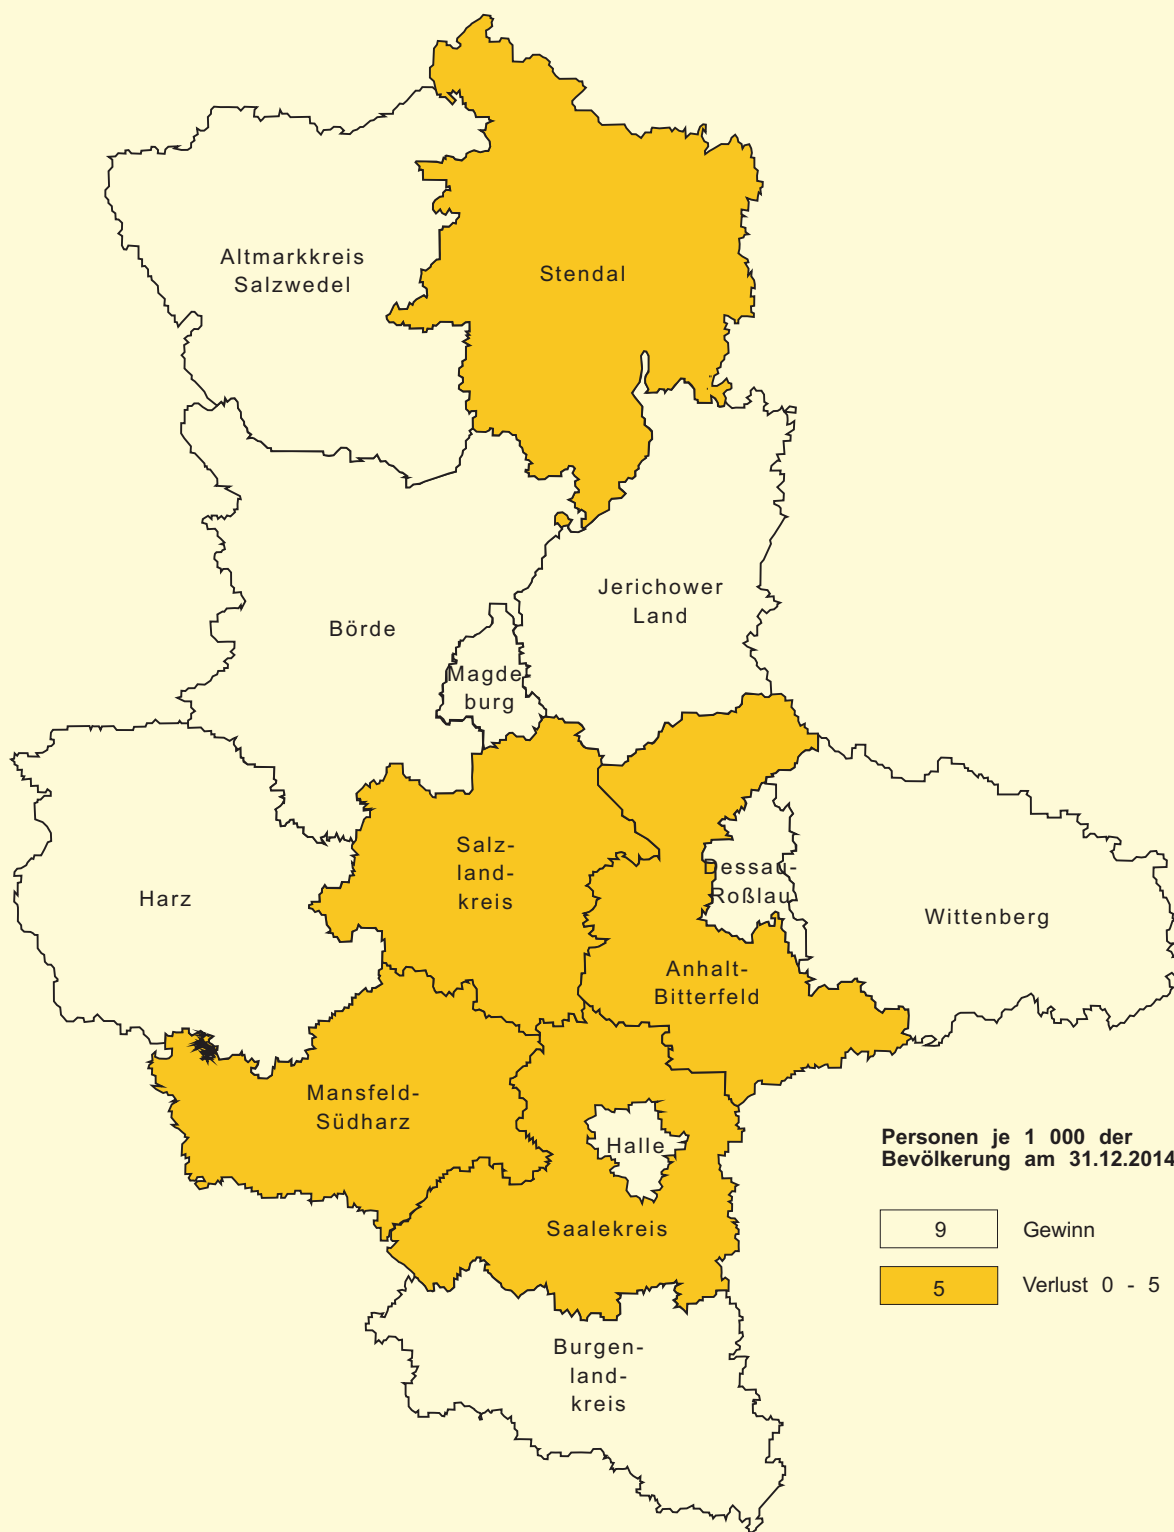 Altmarkkreis
Salzwedel
Stendal
Jerichower
Land
Börde
Magde
burg
Salz-
land-
kreis
Harz
Dessau-
Roßlau
Wittenberg
Anhalt-
Bitterfeld
Mansfeld-
Südharz
Halle
Saalekreis
Burgen-
land-
kreis
Personen je 1 000 der
Bevölkerung am 31.12.2014
9 Gewinn
5 Verlust 0 - 5